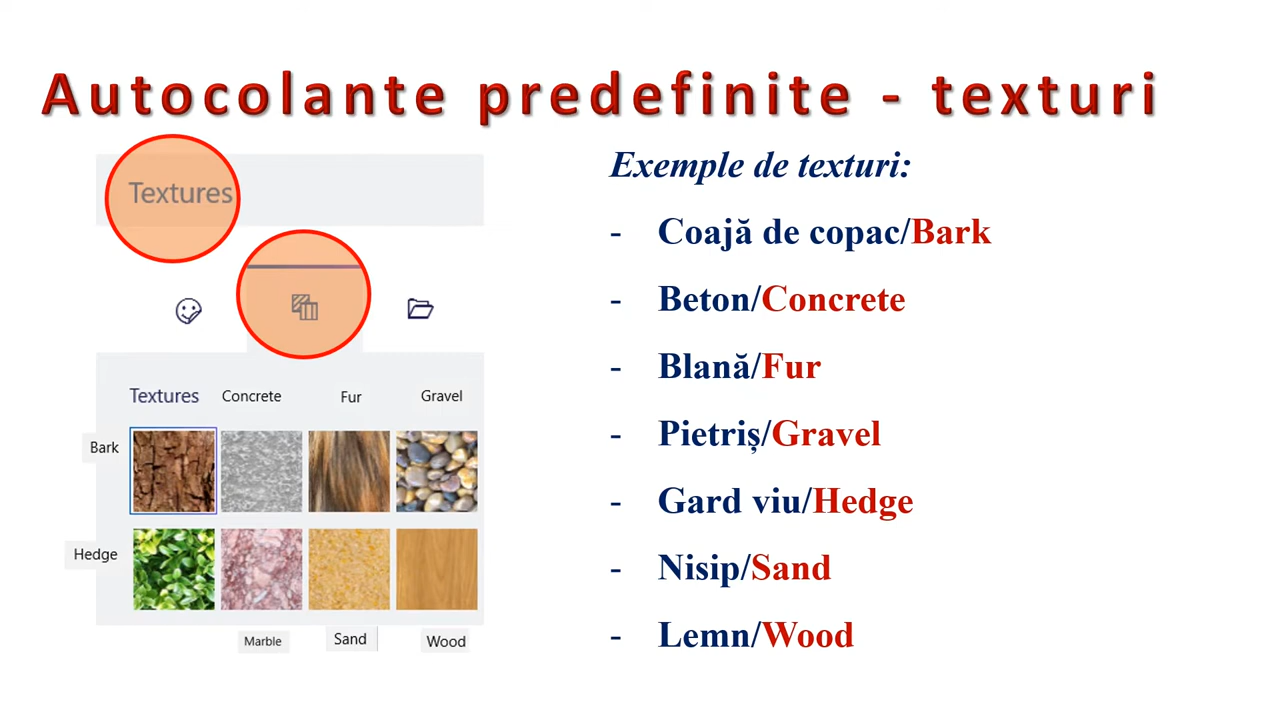 Autocolante predefinite - texturi
Textures
Textures
Concrete
Fur
Gravel
Bark
Hedge
Marble
Sand
Wood
Exemple de texturi:
- Coajă de copac/Bark
- Beton/Concrete
- Blană/Fur
- Pietriș/Gravel
- Gard viu/Hedge
- Nisip/Sand
- Lemn/Wood